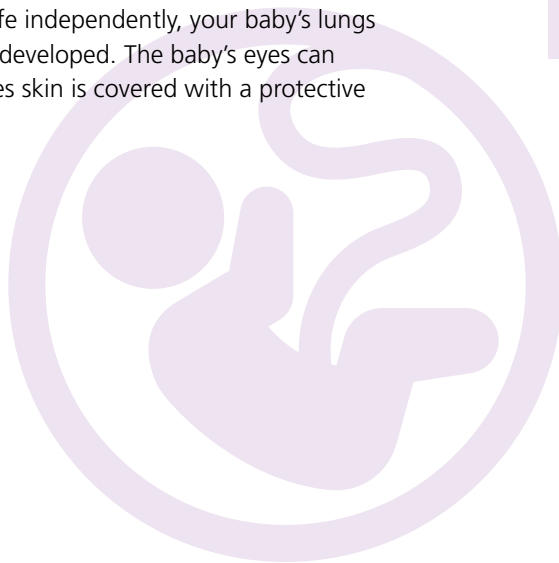 fe independently, your baby’s lungs
developed. The baby’s eyes can
es skin is covered with a protective